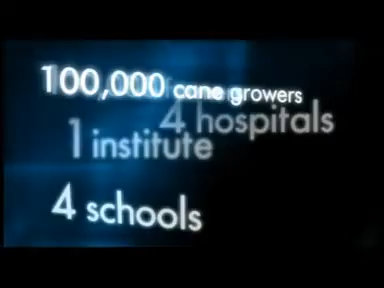 100,000 cane growers
4 hospitals
1 institute
4 schools